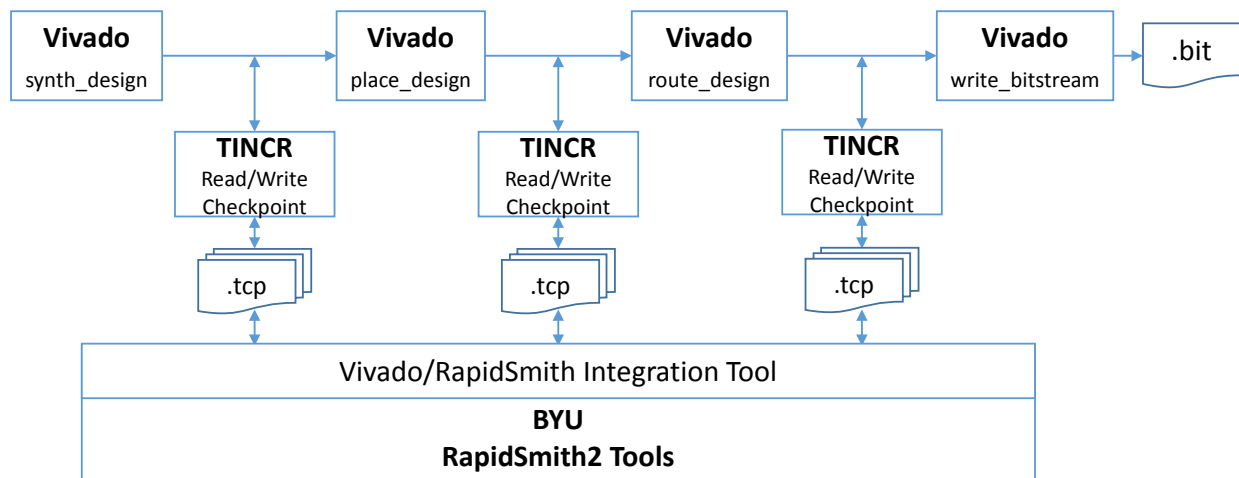 Vivado
synth_design
Vivado
place_design
Vivado
route_design
Vivado
write_bitstream
.bit
TINCR
Read/Write
Checkpoint
TINCR
Read/Write
Checkpoint
TINCR
Read/Write
Checkpoint
.tcp
.tcp
.tcp
Vivado/RapidSmith Integration Tool
BYU
RapidSmith2 Tools